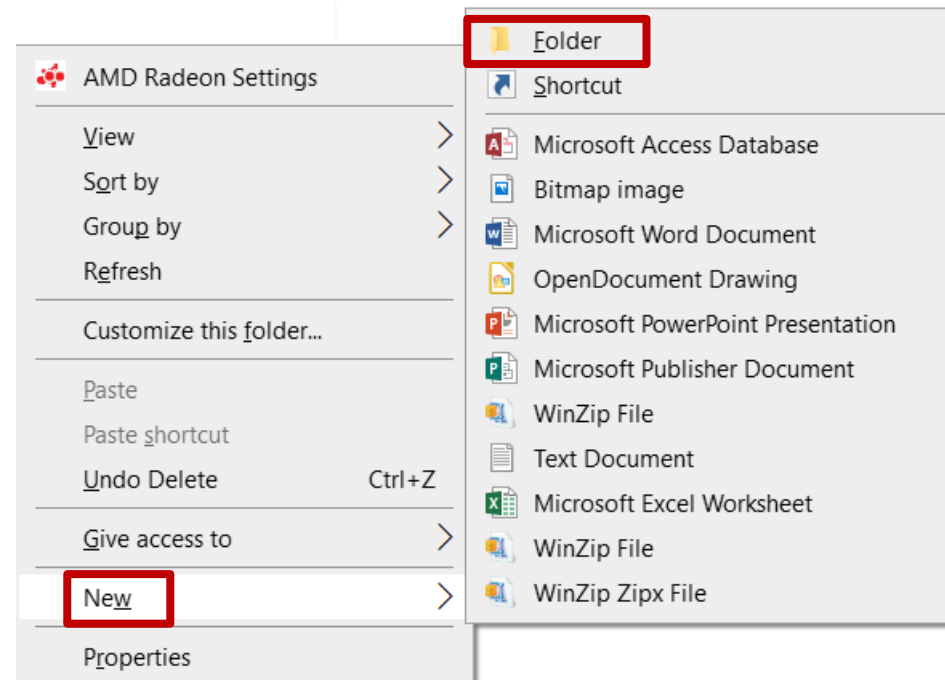 AMD Radeon Settings
View
Sort by
Group by
Refresh
Customize this folder...
Paste
Paste shortcut
Undo Delete Ctrl+Z
Give access to
New
Properties
Folder
Shortcut
Microsoft Access Database
Bitmap image
Microsoft Word Document
OpenDocument Drawing
Microsoft PowerPoint Presentation
Microsoft Publisher Document
WinZip File
Text Document
Microsoft Excel Worksheet
WinZip File
WinZip Zipx File